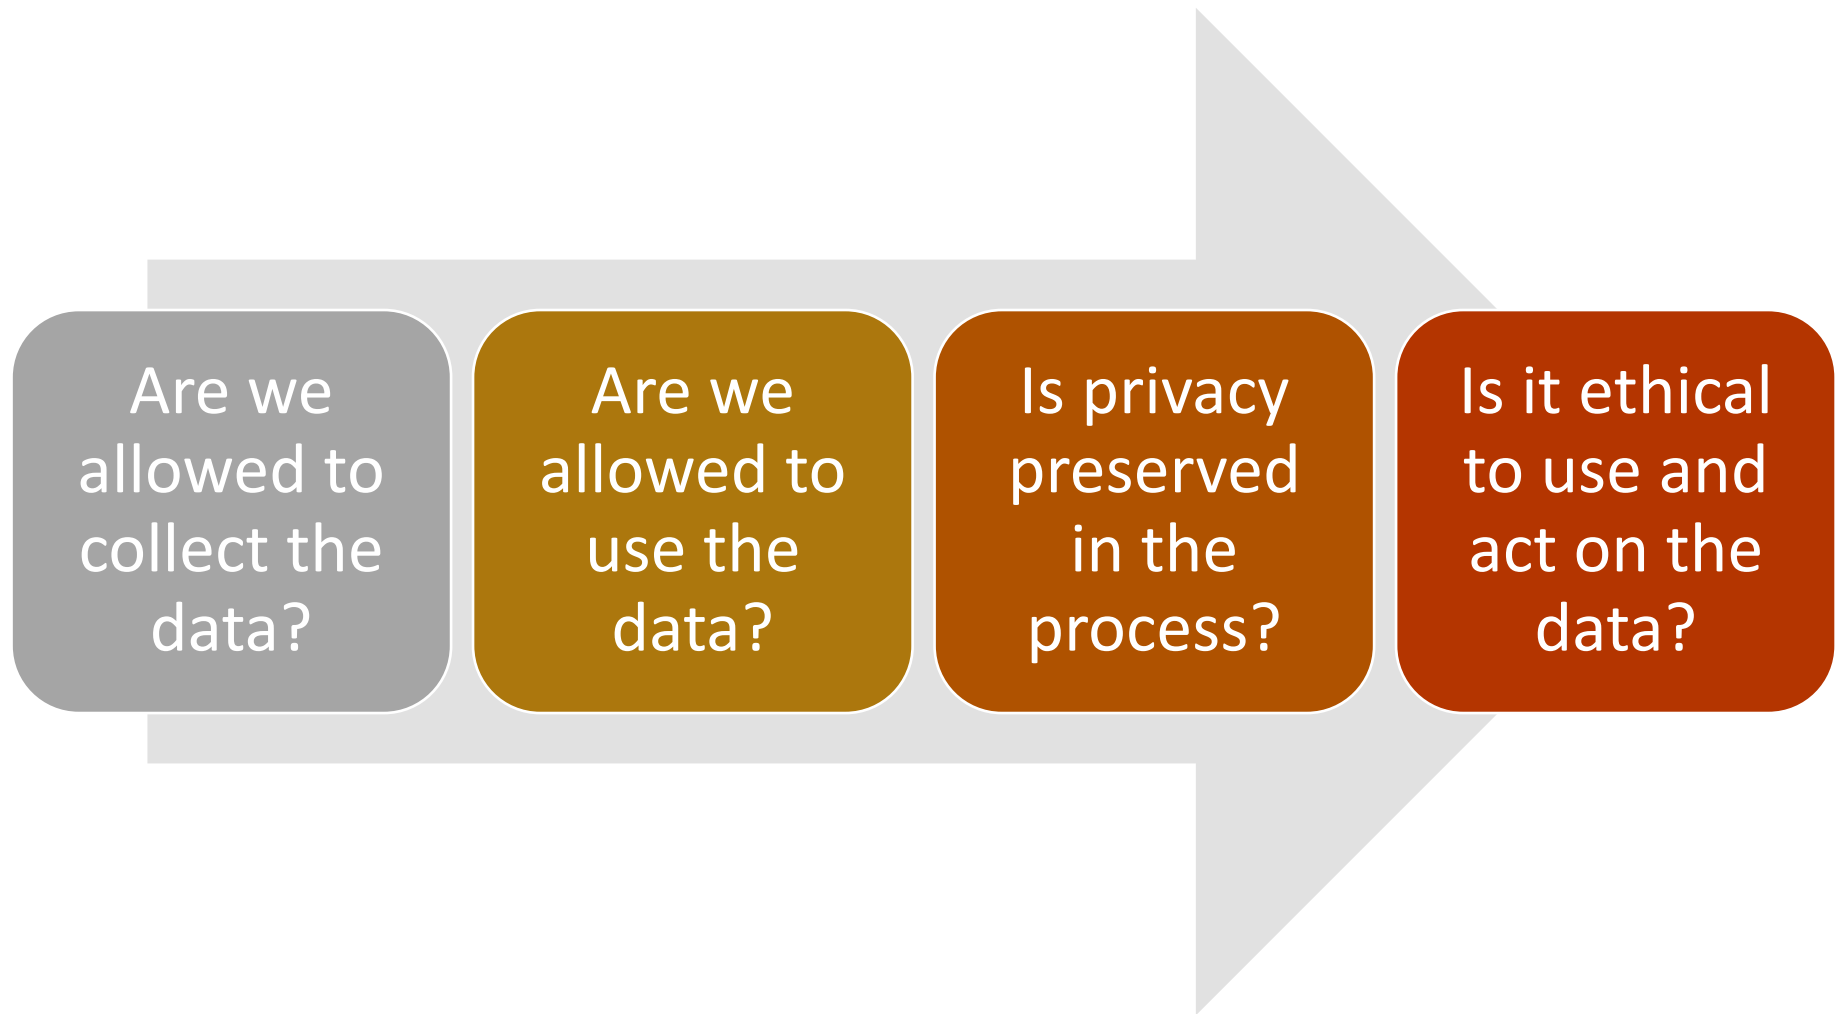 Are we
allowed to
collect the
data?
Are we
allowed to
use the
data?
Is privacy
preserved
in the
process?
Is it ethical
to use and
act on the
data?